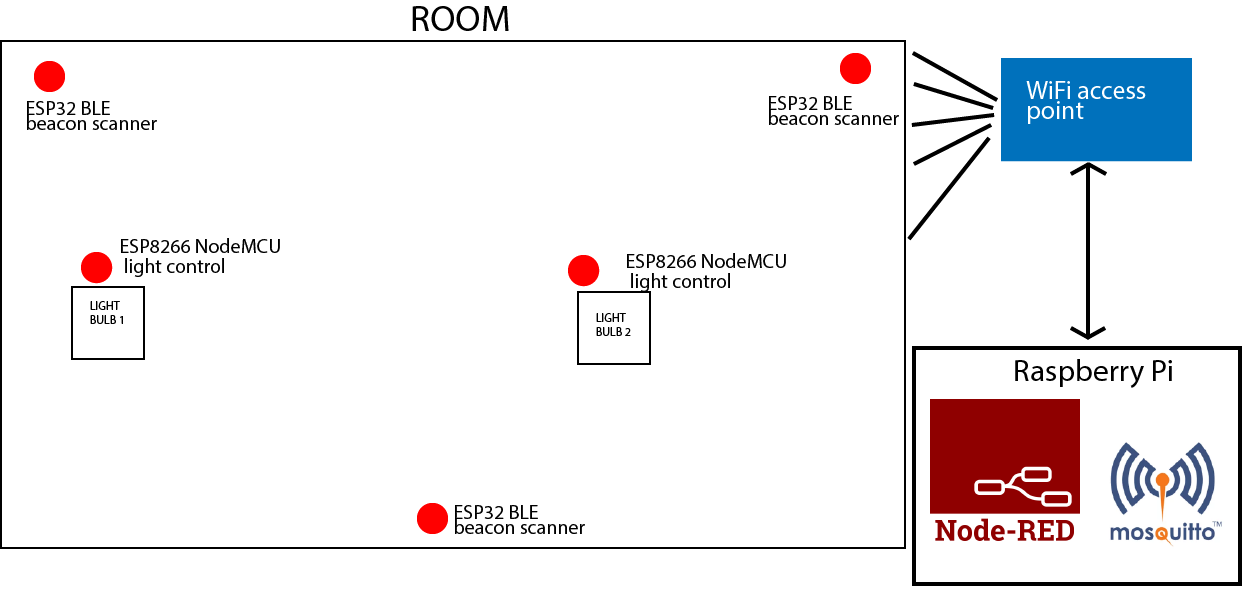 ROOM
ESP32 BLE
beacon scanner
ESP32 BLE
beacon scanner
WiFi access
point
ESP8266 NodeMCU
light control
LIGHT
BULB 1
ESP8266 NodeMCU
light control
LIGHT
BULB 2
ESP32 BLE
beacon scanner
Raspberry Pi
Node-RED
mosquitto™